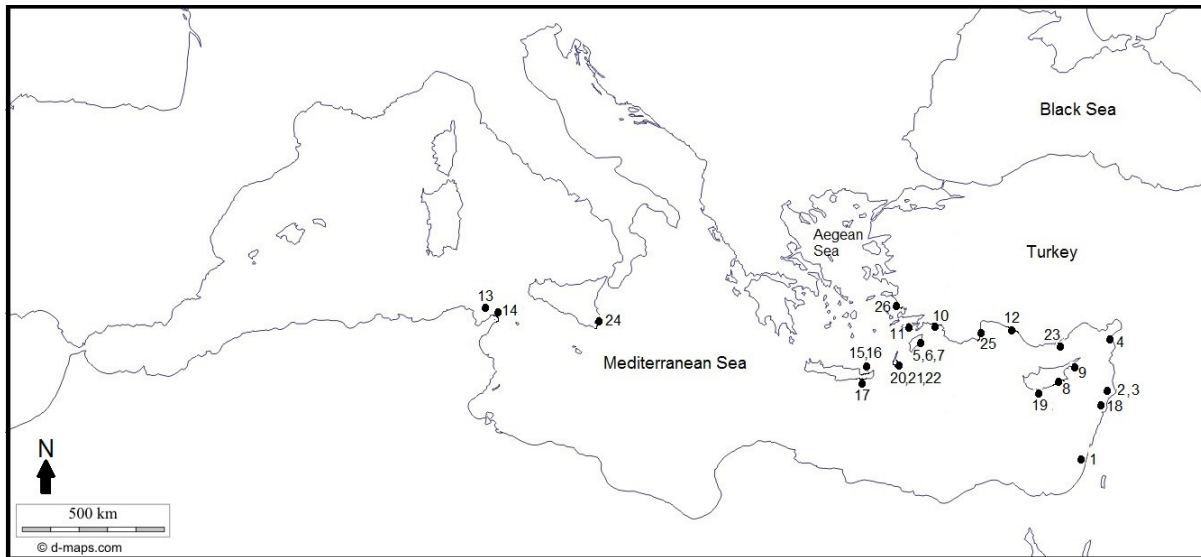 Black Sea
Aegean
Sea
Turkey
13
14
24
26
11
10
12
25
23
4
5, 6, 7
15,16
17
20,21,22
9
8
19
2, 3
18
1
Mediterranean Sea
N
500 km
© d-maps.com